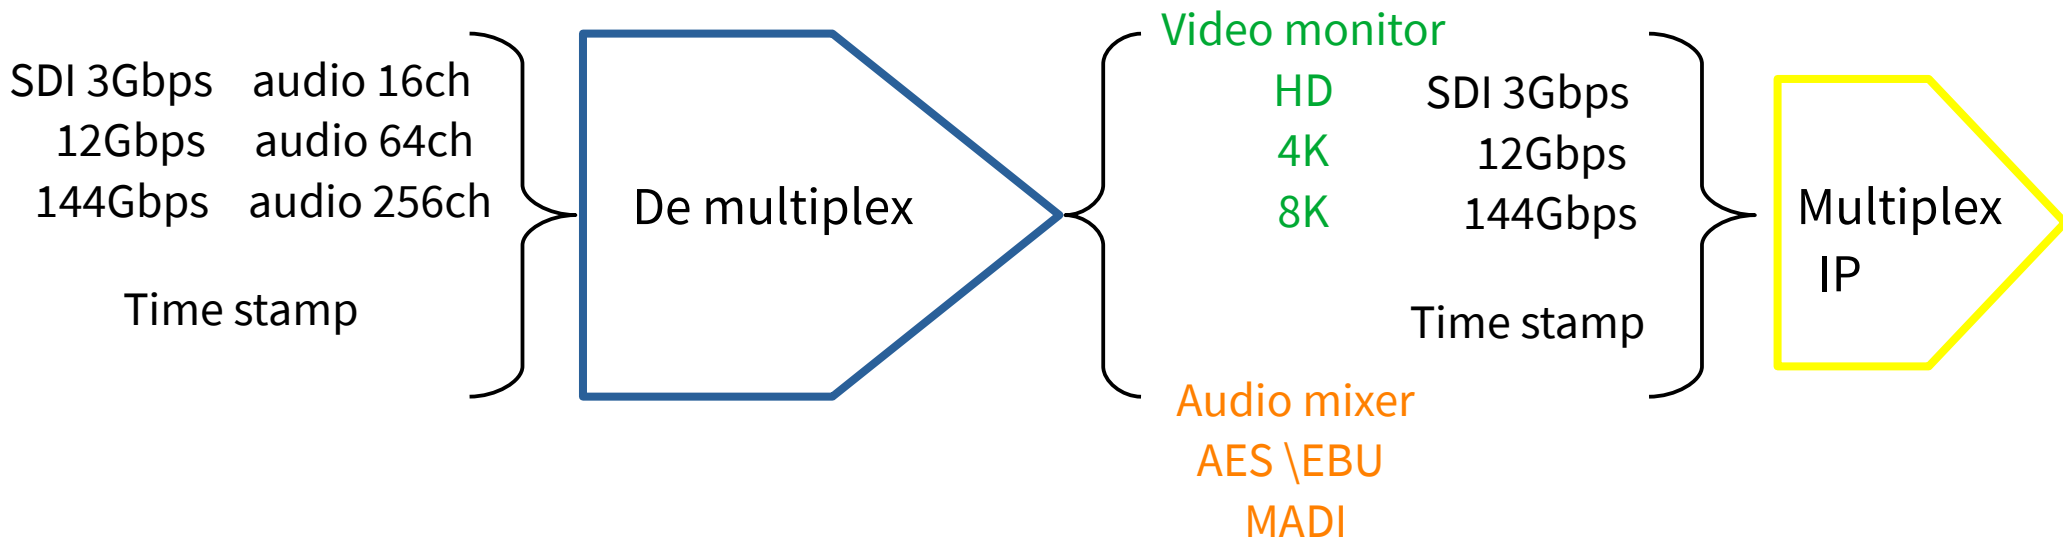 SDI 3Gbps audio 16ch
12Gbps audio 64ch
144Gbps audio 256ch
Time stamp
De multiplex
Video monitor
HD
4K
8K
SDI 3Gbps
12Gbps
144Gbps
Time stamp
Audio mixer
AES \EBU
MADI
Multiplex
IP